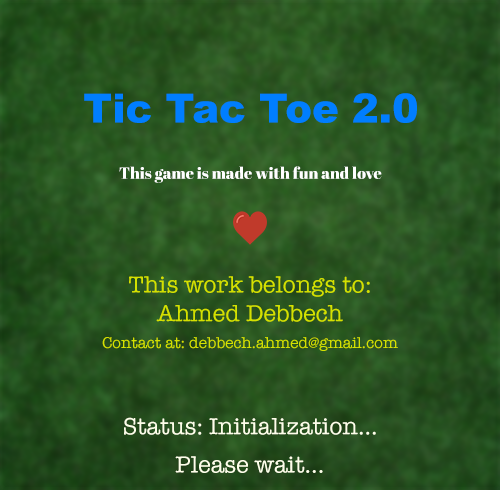 Tic Tac Toe 2.0
This game is made with fun and love
This work belongs to:
Ahmed Debbech
Contact at: debbech.ahmed@gmail.com
Status: Initialization...
Please wait...